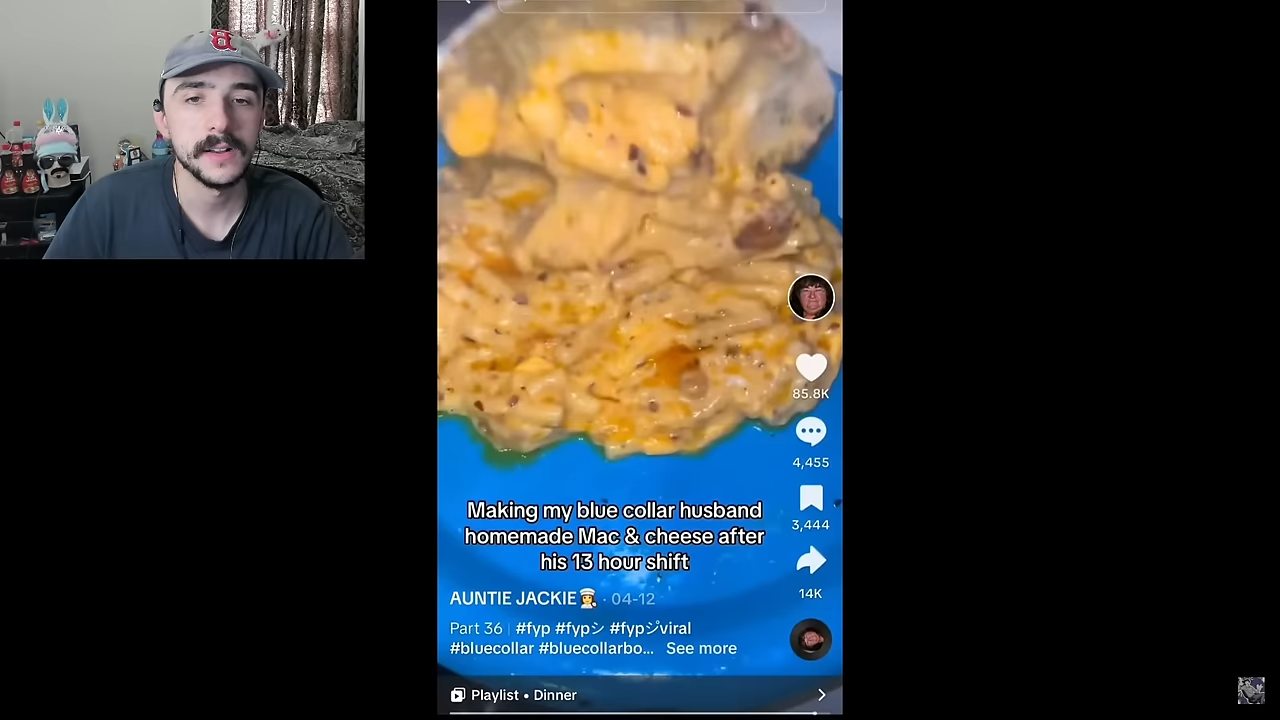 B
85.8K
4,455
3,444
14K
Making my blue collar husband
homemade Mac & cheese after
his 13 hour shift
AUNTIE JACKIE👩‍🍳 · 04-12
Part 36 | #fyp #fypシ #fypジviral
#bluecollar #bluecollarbo... See more
Playlist • Dinner